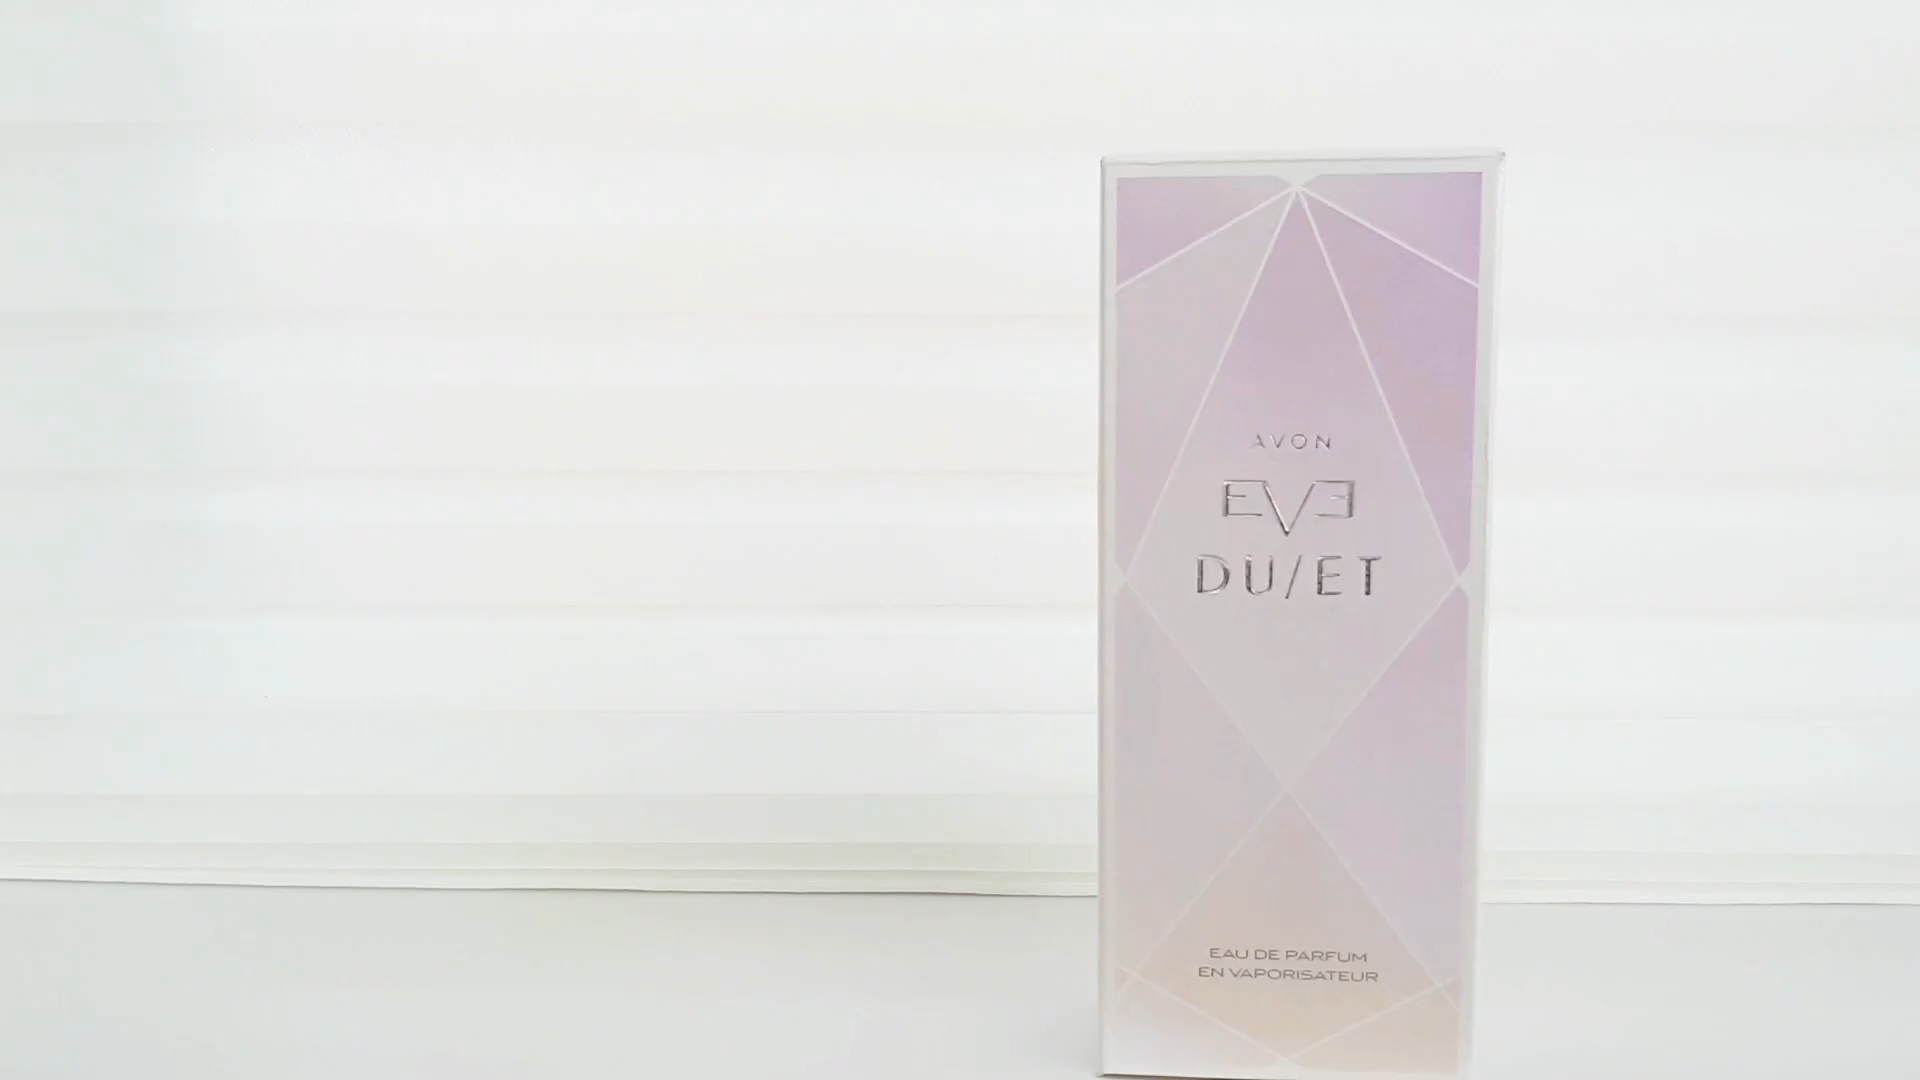 AVON
EVE
DU/ET
EAU DE PARFUM
EN VAPORISATEUR